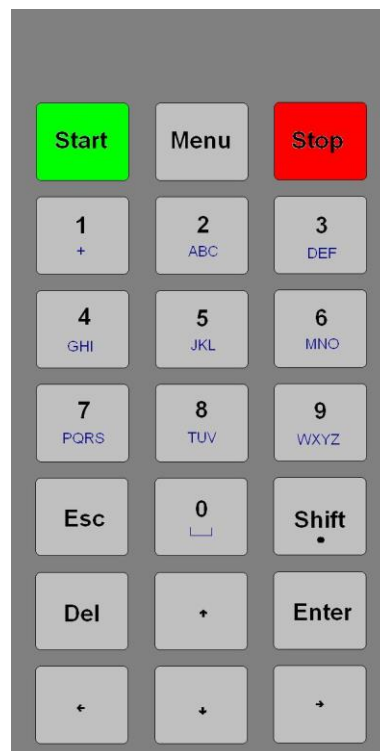 Start Menu Stop
1 2 3
+ ABC DEF
4 5 6
GHI JKL MNO
7 8 9
PQRS TUV WXYZ
Esc 0 Shift
Del ↑ Enter
← ↓ →